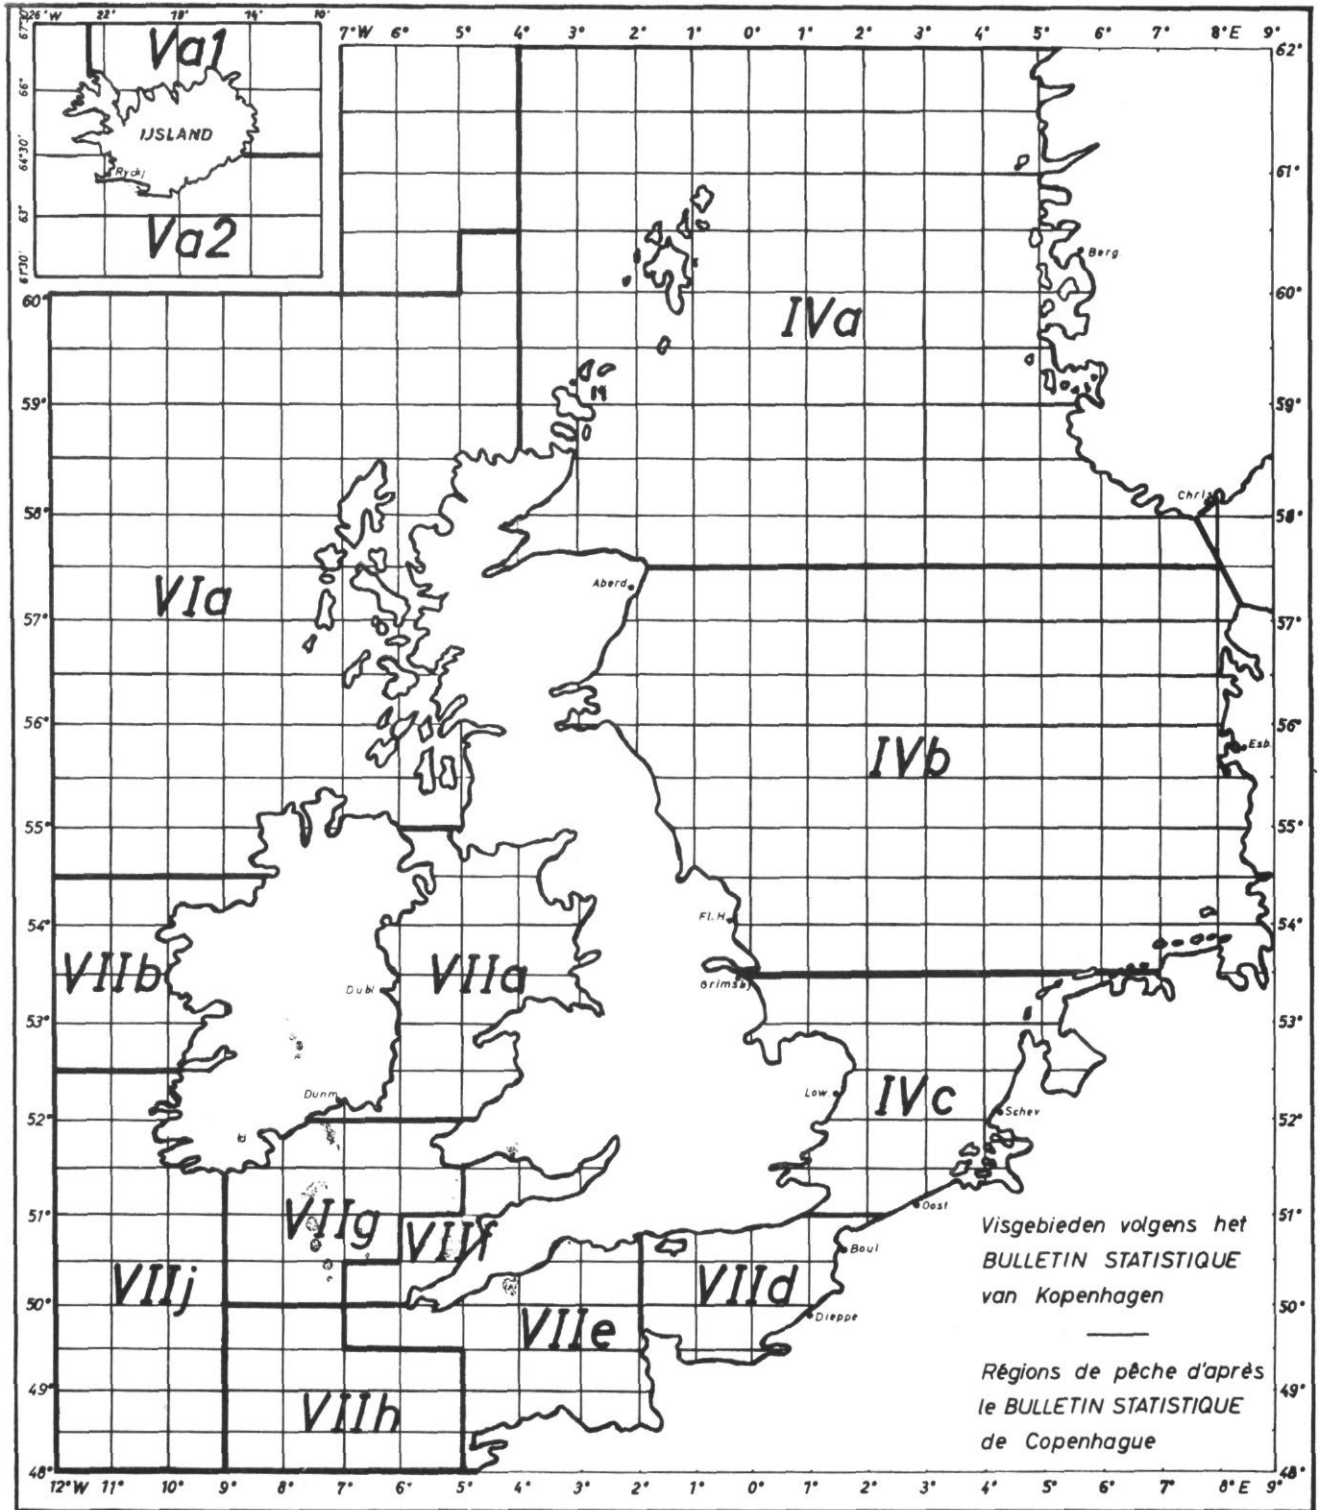 26°W 22° 18° 14° 10°
67°30'
66°
64°30'
63°
61°30'
Va1
IJSLAND
Ryckj
Va2
7°W 6° 5° 4° 3° 2° 1° 0° 1° 2° 3° 4° 5° 6° 7° 8°E 9°
62°
61°
60° 60°
59° 59°
58° 58°
57° 57°
56° 56°
55° 55°
54° 54°
53° 53°
52° 52°
51° 51°
50° 50°
49° 49°
48° 48°
Berg.
IVa
Chris
VIa
Aberd
IVb
Esb.
Fl. H.
VIIb
VIIa
Dubl
Grimsby
Dunm
Low.
IVc
Schev
Oost.
VIIg
VIIf
Boul
VIIj
VIId
Dieppe
VIIe
VIIh
Visgebieden volgens het
BULLETIN STATISTIQUE
van Kopenhagen
Régions de pêche d'après
le BULLETIN STATISTIQUE
de Copenhague
12°W 11° 10° 9° 8° 7° 6° 5° 4° 3° 2° 1° 0° 1° 2° 3° 4° 5° 6° 7° 8°E 9°